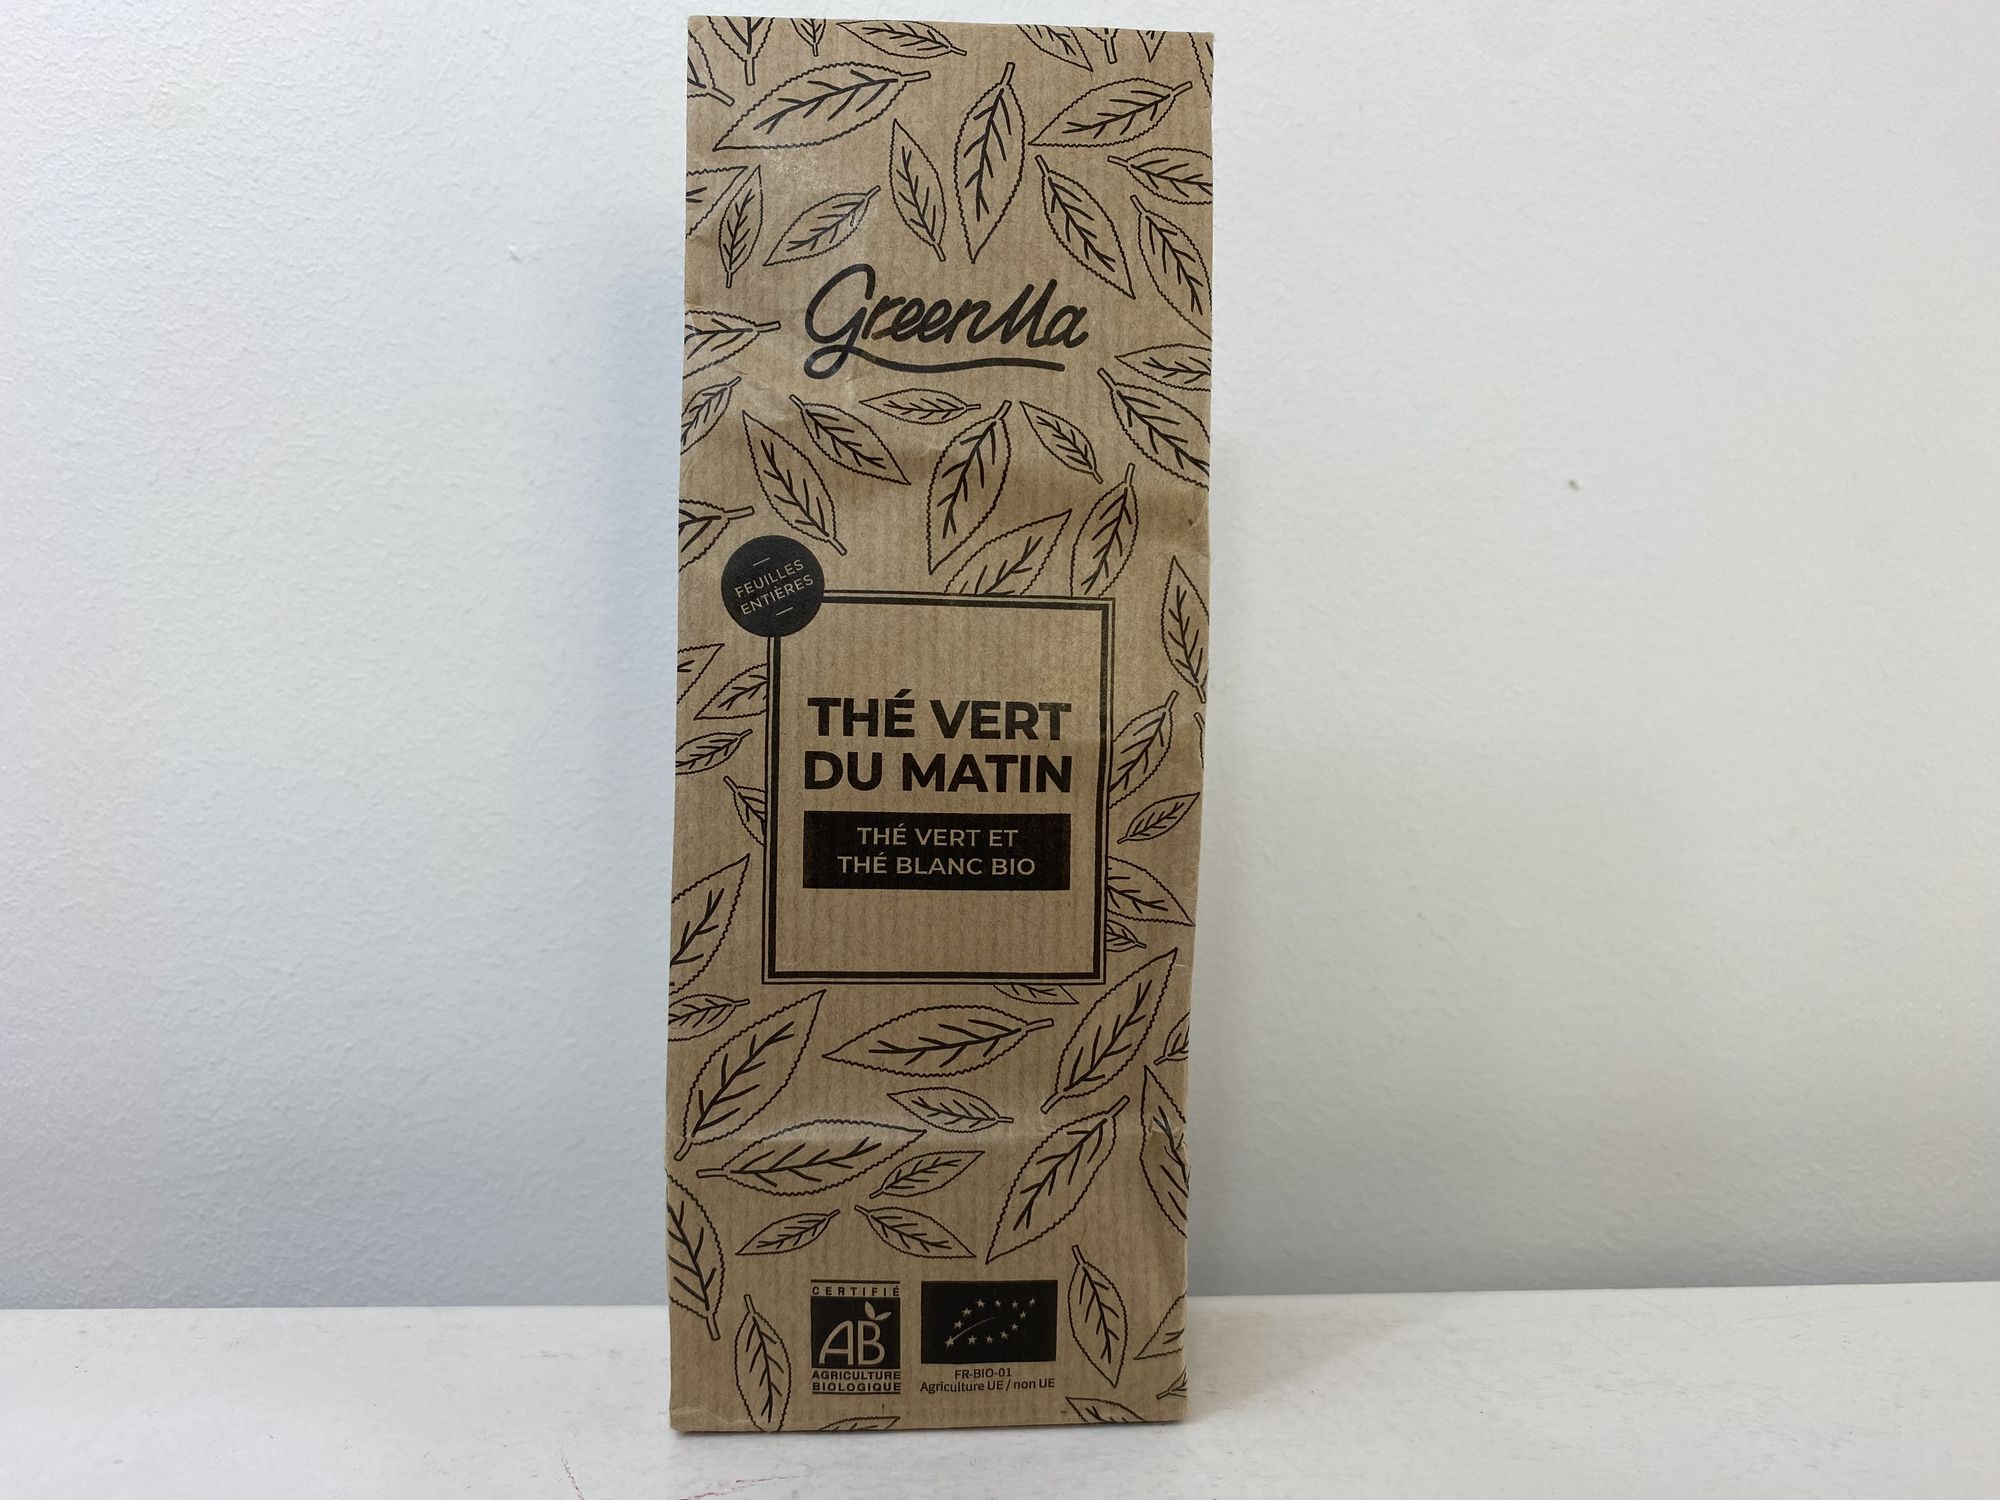 GreenMa
FEUILLES
ENTIÈRES
THÉ VERT
DU MATIN
THÉ VERT ET
THÉ BLANC BIO
CERTIFIÉ
AB
AGRICULTURE
BIOLOGIQUE
FR-BIO-01
Agriculture UE / non UE